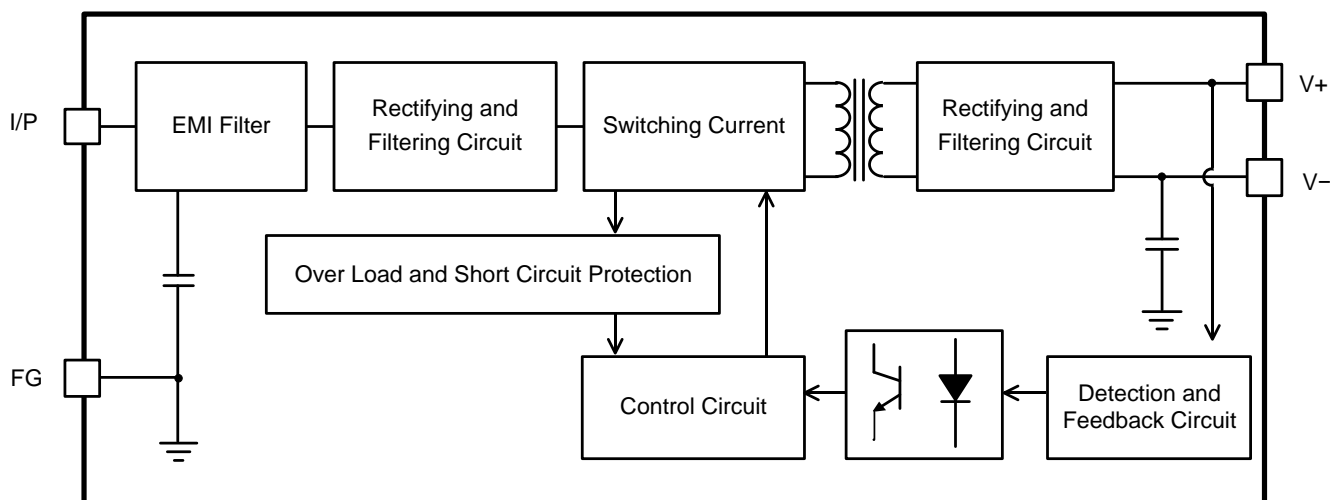 I/P
EMI Filter
Rectifying and
Filtering Circuit
Switching Current
Rectifying and
Filtering Circuit
V+
V−
Over Load and Short Circuit Protection
FG
Control Circuit
Detection and
Feedback Circuit